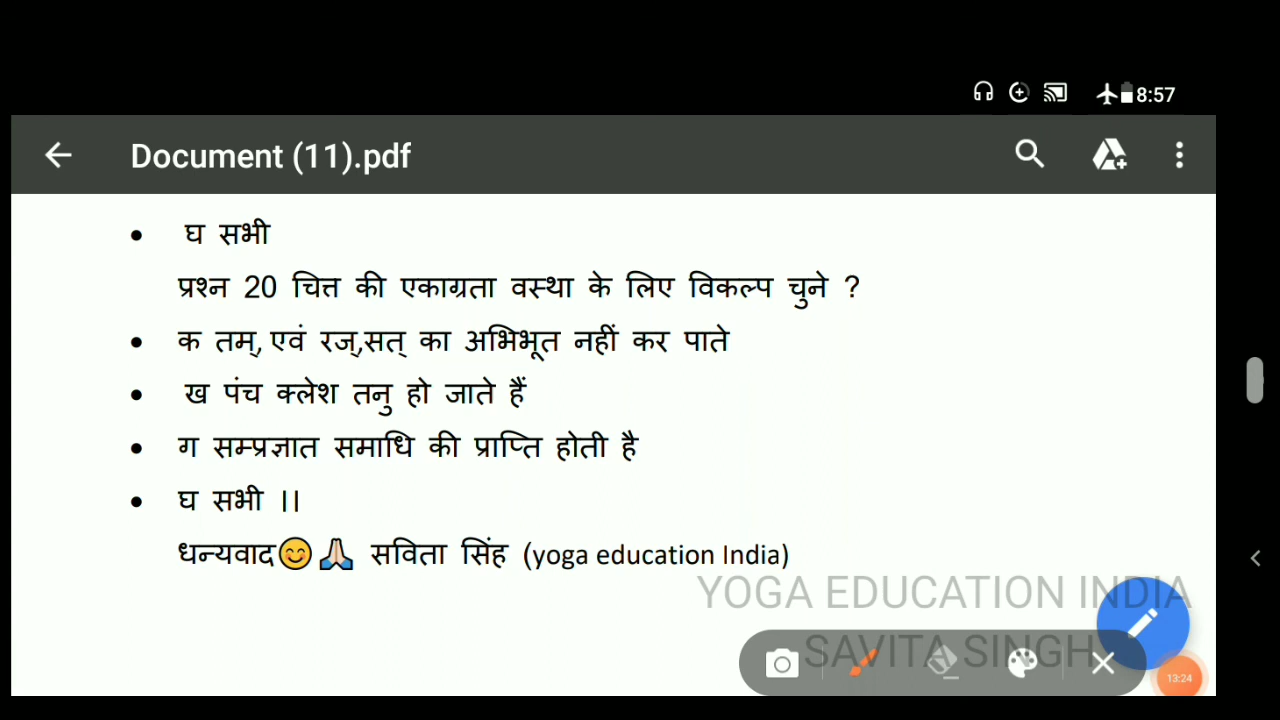 8:57
Document (11).pdf
• घ सभी
प्रश्न 20 चित्त की एकाग्रता वस्था के लिए विकल्प चुने ?
• क तम्, एवं रज्,सत् का अभिभूत नहीं कर पाते
• ख पंच क्लेश तनु हो जाते हैं
• ग सम्प्रज्ञात समाधि की प्राप्ति होती है
• घ सभी ।।
धन्यवाद😊🙏🏻 सविता सिंह (yoga education India)
YOGA EDUCATION INDIA
SAVITA SINGH
13:24